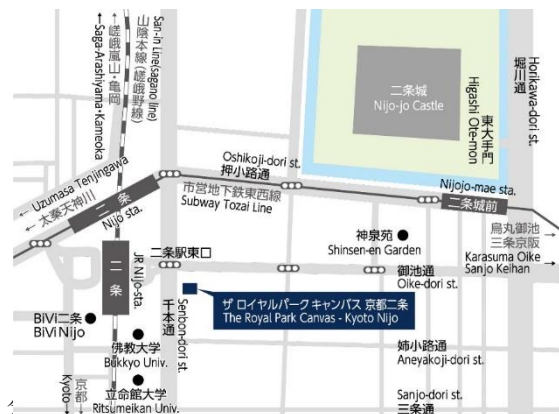 ←嵯峨嵐山・亀岡
←Saga-Arashiyama・Kameoka
山陰本線(嵯峨野線)
San-in Line(sagano line)
二条城
Nijo-jo Castle
東大手門
Higashi Ote-mon
堀川通
Horikawa-dori st.
Oshikoji-dori st.
押小路通
← Uzumasa Tenjingawa
← 太秦天神川
二条
Nijo sta.
市営地下鉄東西線
Subway Tozai Line
Nijojo-mae sta.
二条城前
烏丸御池 →
三条京阪
Karasuma Oike
Sanjo Keihan
神泉苑
Shinsen-en Garden
二条駅東口
二条
JR Nijo-sta.
御池通
Oike-dori st.
千本通
Senbon-dori st.
ザ ロイヤルパーク キャンバス 京都二条
The Royal Park Canvas - Kyoto Nijo
BiVi二条
BiVi Nijo
佛教大学
Bukkyo Univ.
姉小路通
Aneyakoji-dori st.
京都→
Kyoto→
立命館大学
Ritsumeikan Univ.
Sanjo-dori st.
三条通